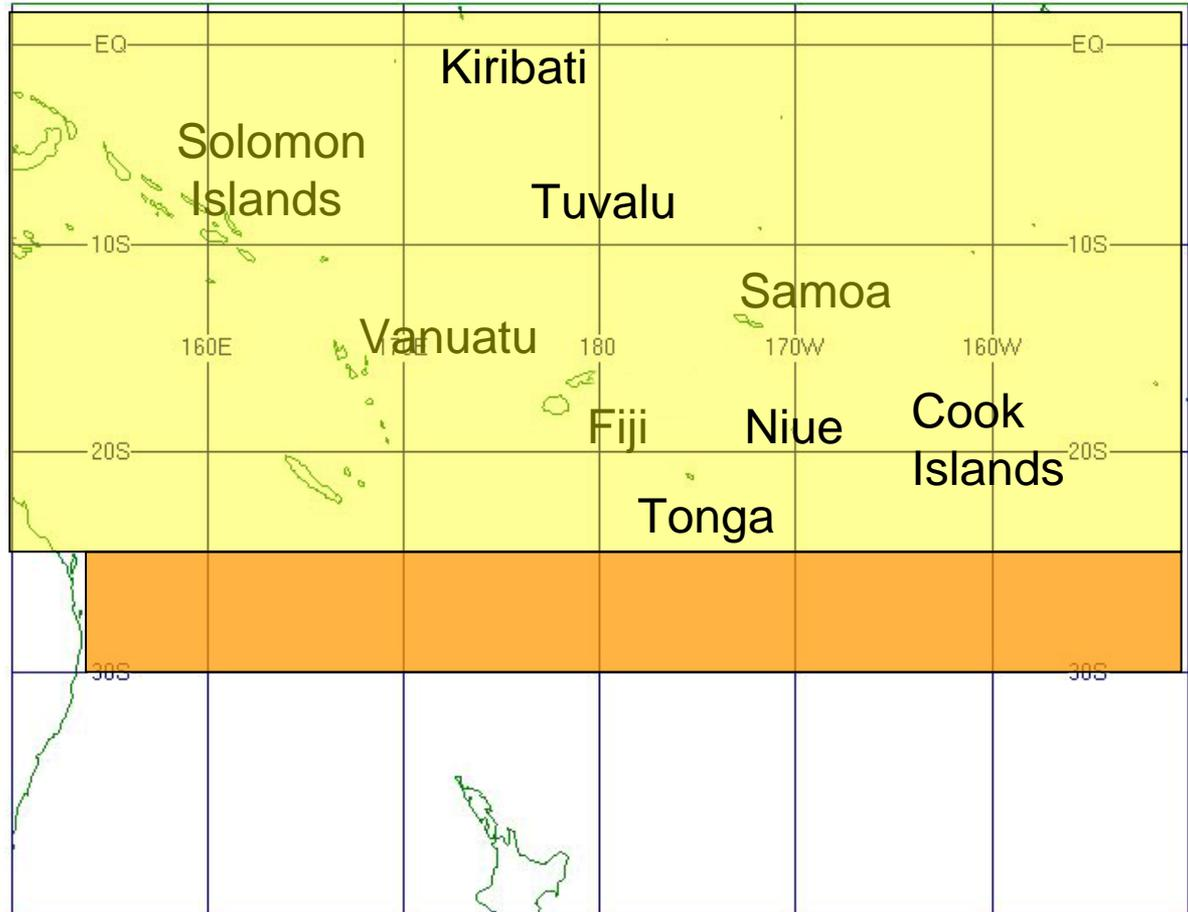 EQ
EQ
Kiribati
Solomon
Islands
Tuvalu
10S
10S
Samoa
Vanuatu
160E
170E
180
170W
160W
Fiji
Niue
Cook
Islands
20S
20S
Tonga
30S
30S